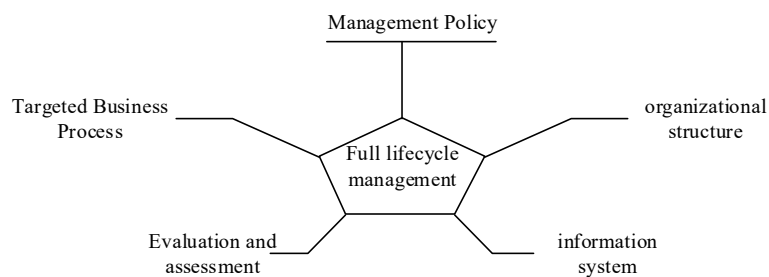 Management Policy
Targeted Business
Process
organizational
structure
Full lifecycle
management
Evaluation and
assessment
information
system